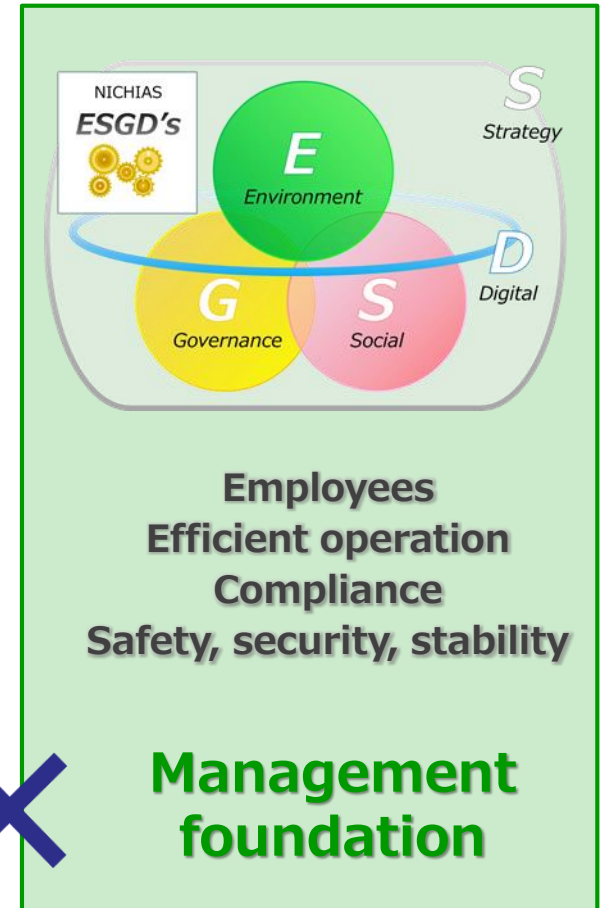 NICHIAS
ESGD's
S
Strategy
E
Environment
D
Digital
G
Governance
S
Social
Employees
Efficient operation
Compliance
Safety, security, stability
Management
foundation